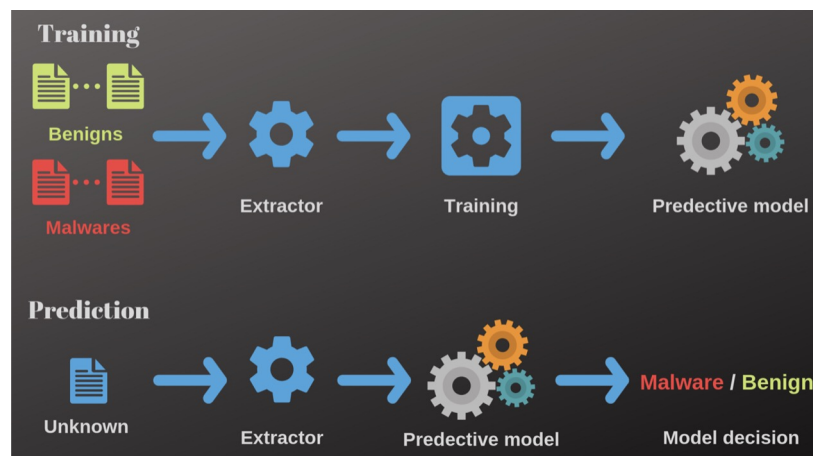 Training
Benigns
Malwares
Extractor
Training
Predective model
Prediction
Unknown
Extractor
Predective model
Malware / Benign
Model decision